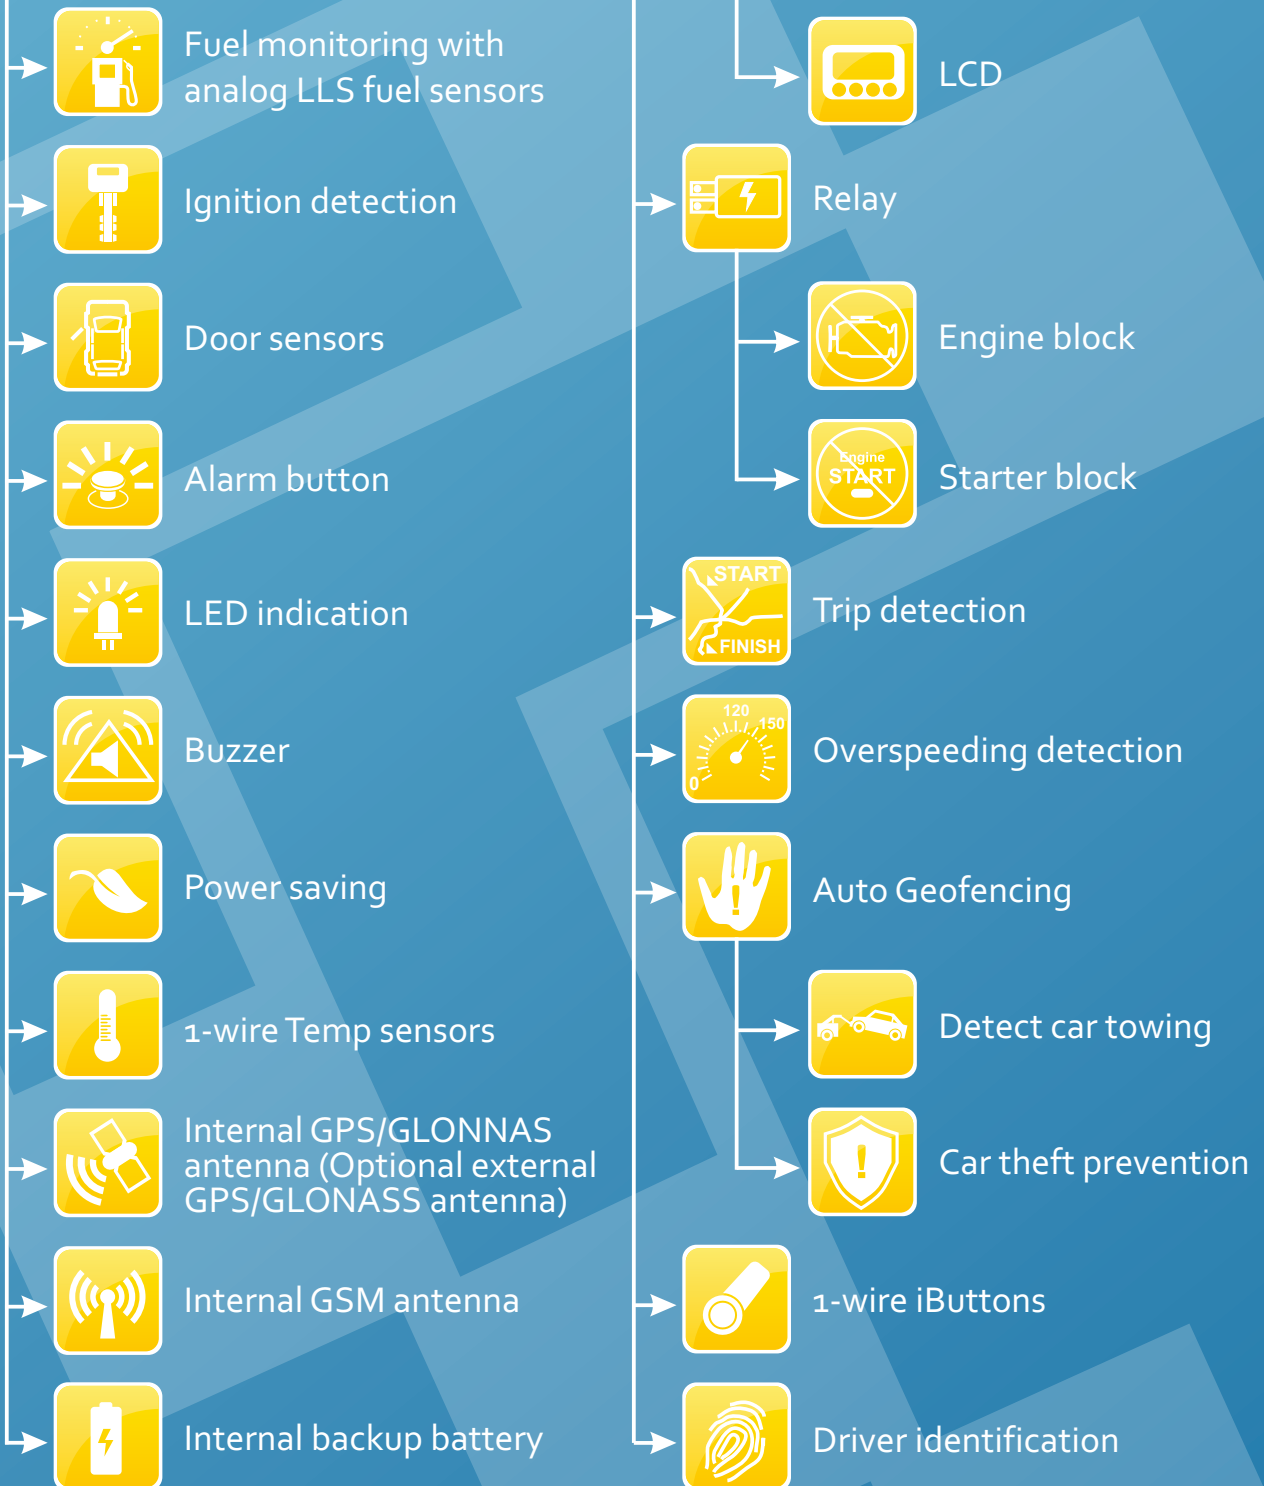 Fuel monitoring with
analog LLS fuel sensors
Ignition detection
Door sensors
Alarm button
LED indication
Buzzer
Power saving
1-wire Temp sensors
Internal GPS/GLONNAS
antenna (Optional external
GPS/GLONASS antenna)
Internal GSM antenna
Internal backup battery
LCD
Relay
Engine block
Engine
START
Starter block
START
FINISH
Trip detection
120
150
0
Overspeeding detection
!
Auto Geofencing
Detect car towing
!
Car theft prevention
1-wire iButtons
Driver identification